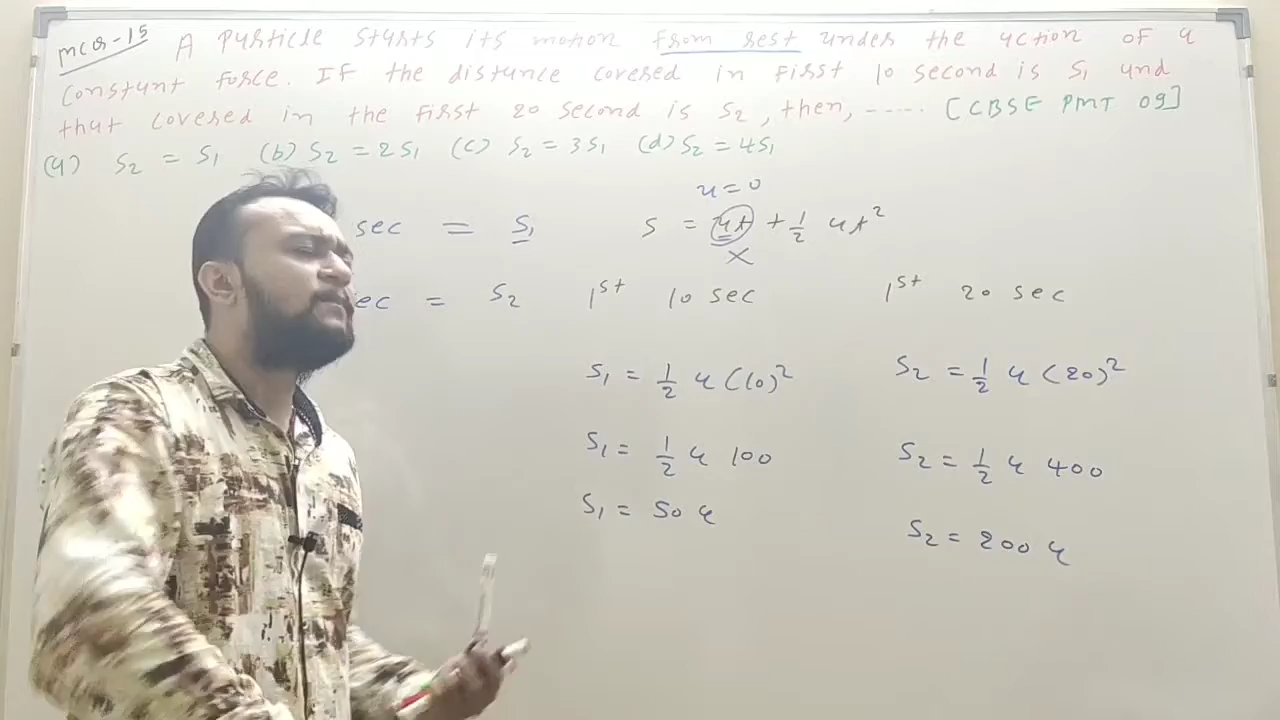 MCQ-15 A particle starts its motion from rest under the action of a
constant force. If the distance covered in first 10 second is S₁ and
that covered in the first 20 second is S₂, then, ...... [CBSE PMT 09]
(a) S₂ = S₁ (b) S₂ = 2S₁ (c) S₂ = 3S₁ (d) S₂ = 4S₁
u = 0
sec = S₁ S = ut + 1/2 at²
X
ec = S₂ 1st 10 sec 1st 20 sec
S₁ = 1/2 a (10)² S₂ = 1/2 a (20)²
S₁ = 1/2 a 100 S₂ = 1/2 a 400
S₁ = 50 a S₂ = 200 a